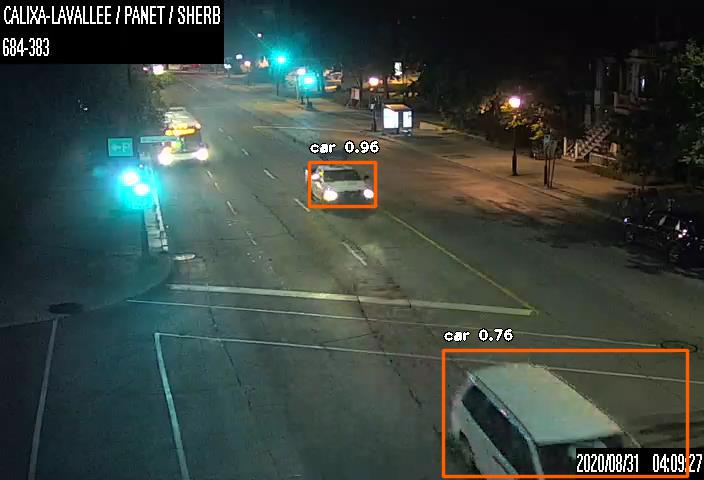 CALIXA-LAVALLEE / PANET / SHERB
684-383
car 0.96
P
car 0.76
2020/08/31 04:09:27